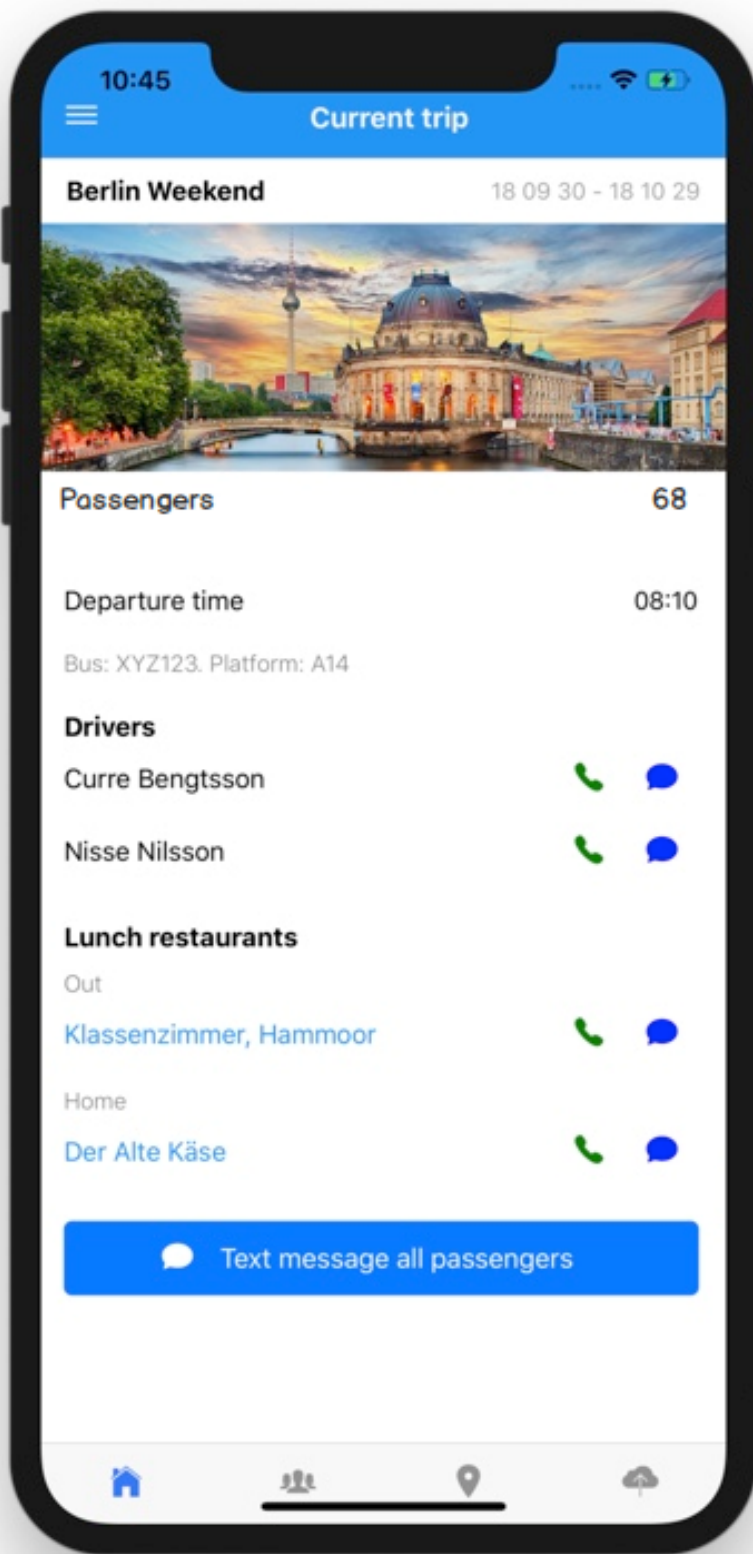 10:45
Current trip
Berlin Weekend 18 09 30 - 18 10 29
Passengers 68
Departure time 08:10
Bus: XYZ123. Platform: A14
Drivers
Curre Bengtsson
Nisse Nilsson
Lunch restaurants
Out
Klassenzimmer, Hammoor
Home
Der Alte Käse
Text message all passengers